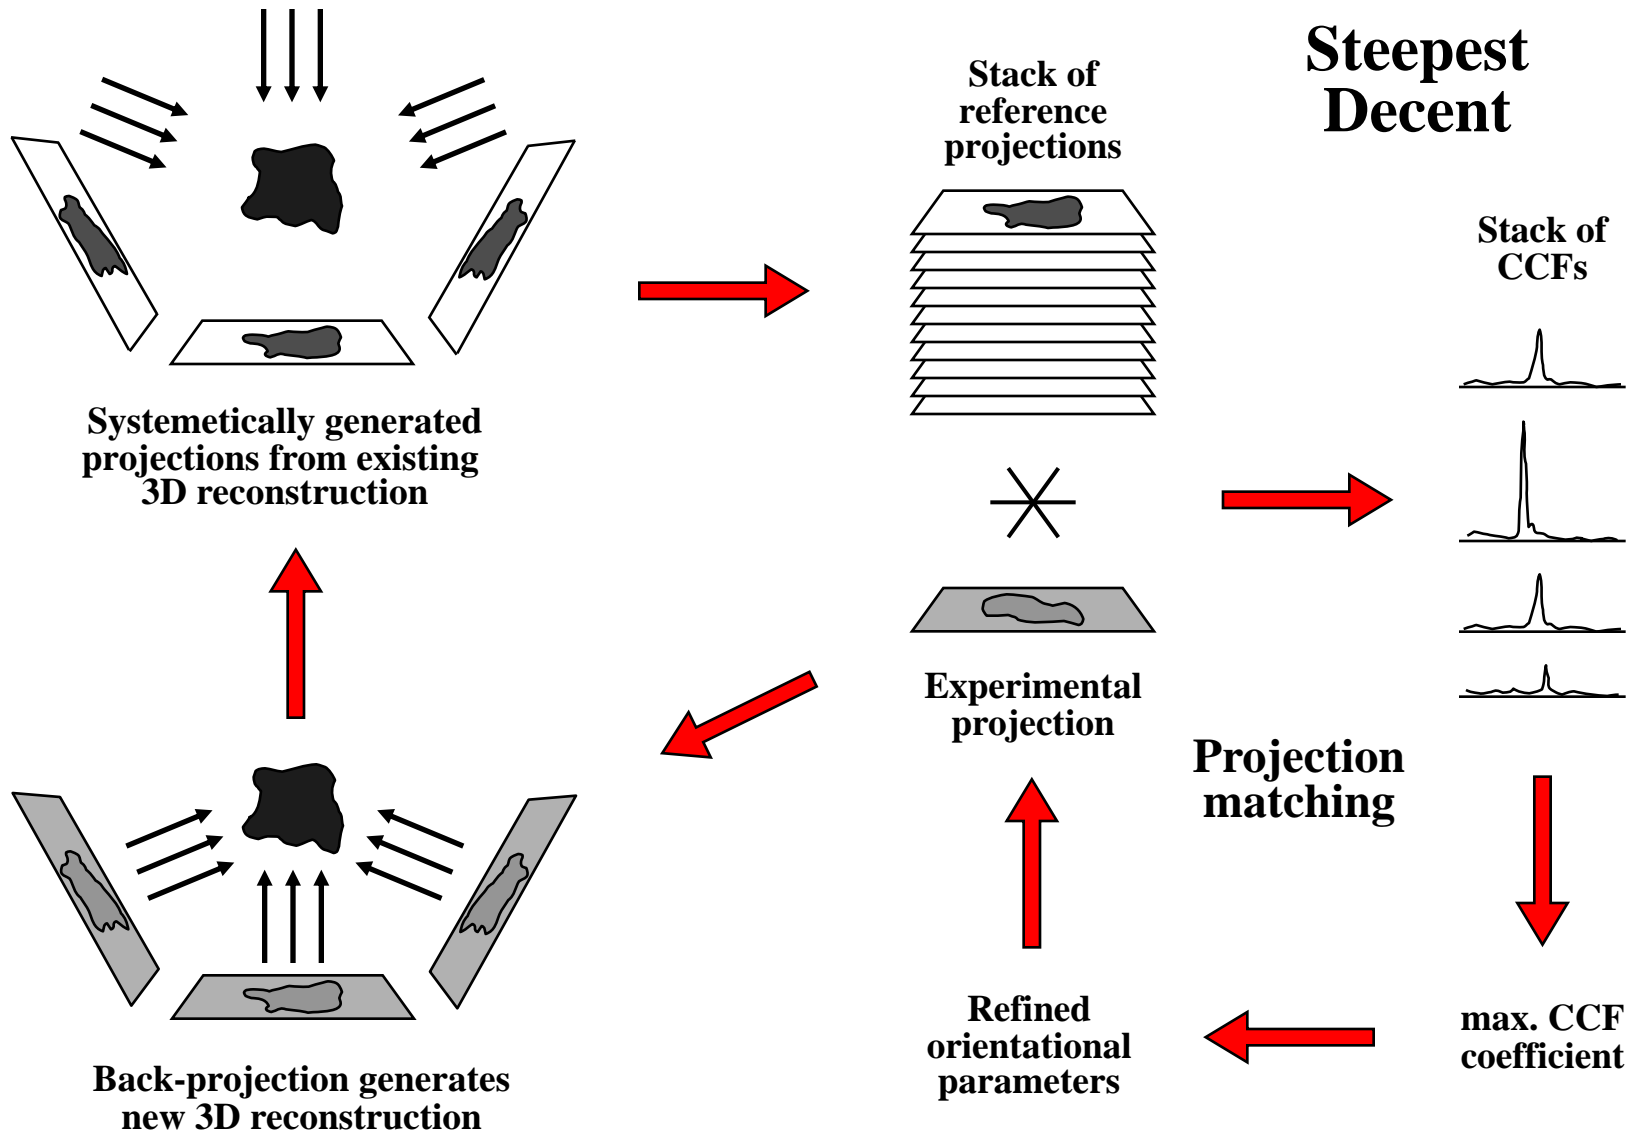 Steepest
Decent
Stack of
reference
projections
Stack of
CCFs
Systemetically generated
projections from existing
3D reconstruction
Experimental
projection
Projection
matching
Refined
orientational
parameters
max. CCF
coefficient
Back-projection generates
new 3D reconstruction